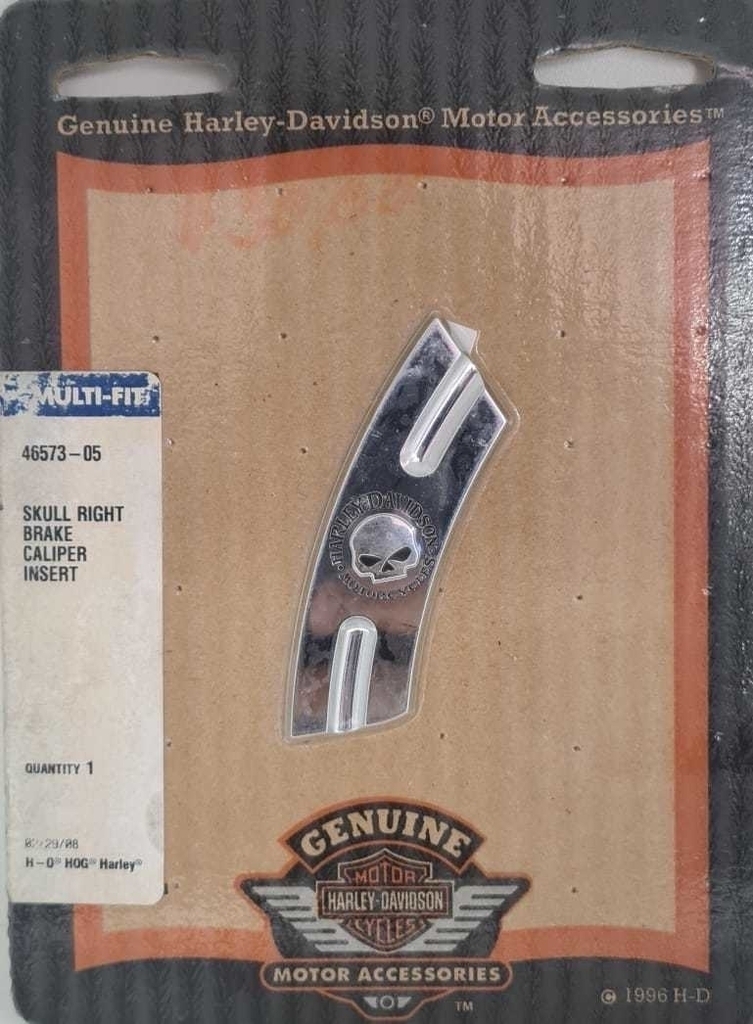 Genuine Harley-Davidson® Motor Accessories™
MULTI-FIT
46573-05
SKULL RIGHT
BRAKE
CALIPER
INSERT
HARLEY-DAVIDSON
MOTORCYCLES
QUANTITY 1
H-D® HOG® Harley®
GENUINE
MOTOR
HARLEY-DAVIDSON
CYCLES
MOTOR ACCESSORIES
™
© 1996 H-D